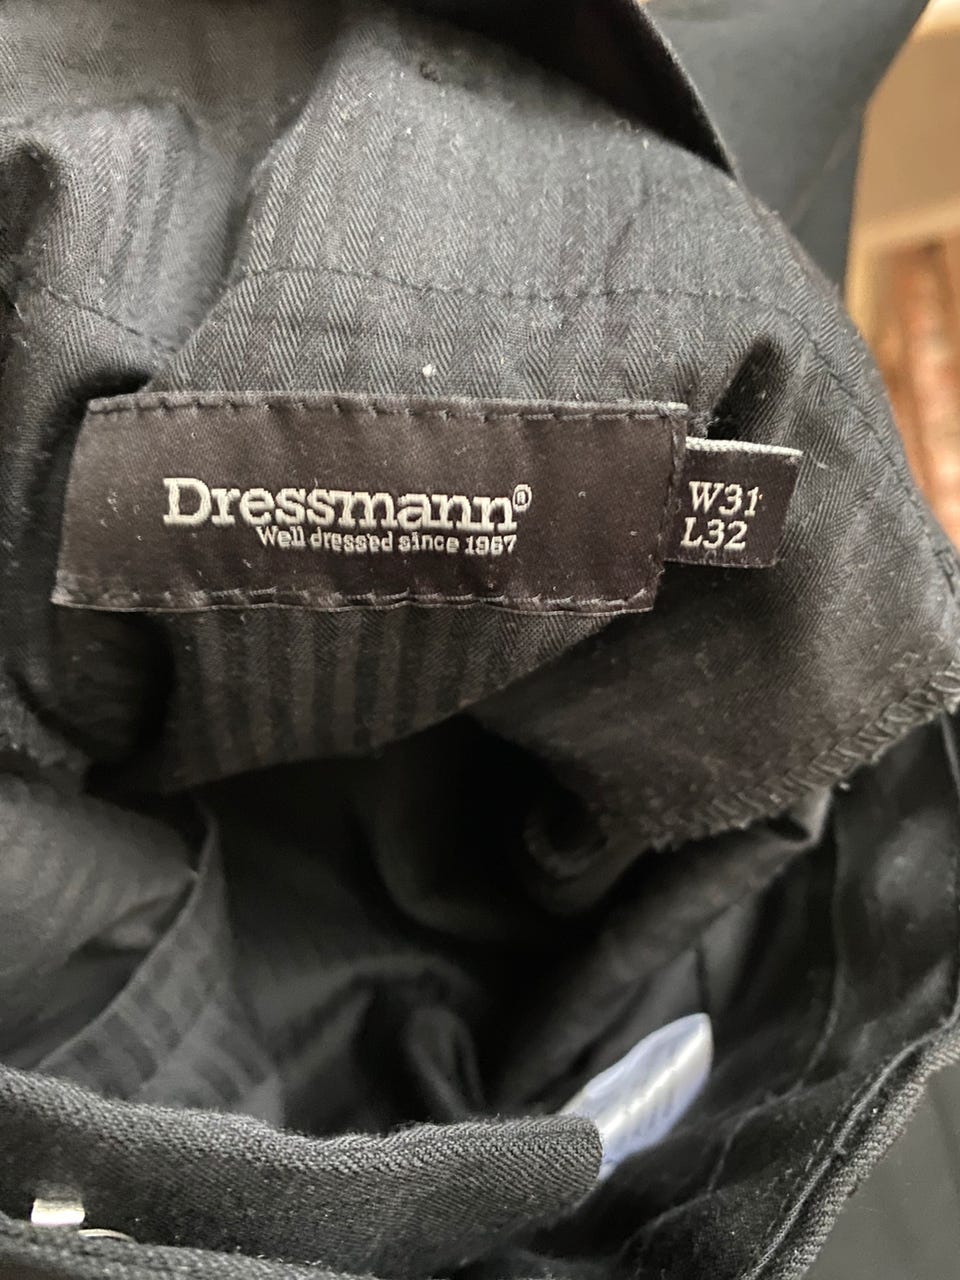 Dressmann®
Well dressed since 1967
W31
L32